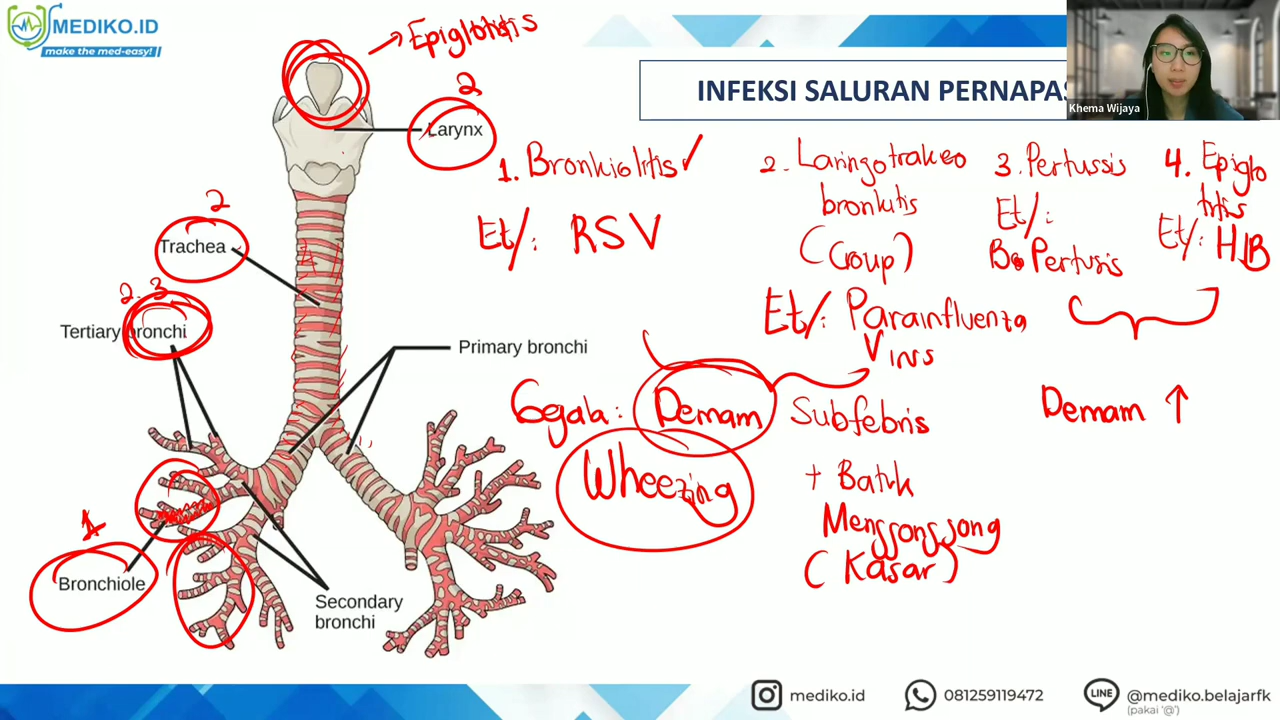 MEDIKO.ID
make the med-easy!
INFEKSI SALURAN PERNAPAS
Khema Wijaya
Epiglotitis
2
Larynx
2
Trachea
2. 3
Tertiary bronchi
Primary bronchi
1
Bronchiole
Secondary
bronchi
1. Bronkiolitis ✓
Et/: RSV
2. Laringotrakeo
bronkitis
(Croup)
Et/: Parainfluenza
Virus
3. Pertussis
Et/:
B. Pertusis
4. Epiglo
titis
Et/: HIB
Gejala: Demam
Wheezing
Subfebris
+ Batuk
Menggonggong
(Kasar)
Demam ↑
mediko.id
081259119472
LINE
@mediko.belajarfk
(pakai '@')